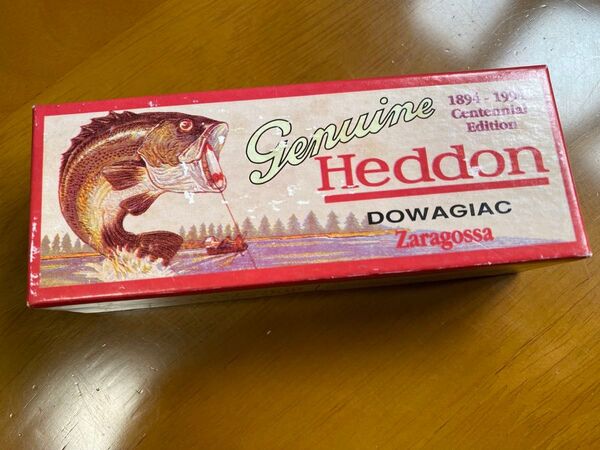 Genuine
1894 - 1994
Centennial
Edition
Heddon
DOWAGIAC
Zaragossa